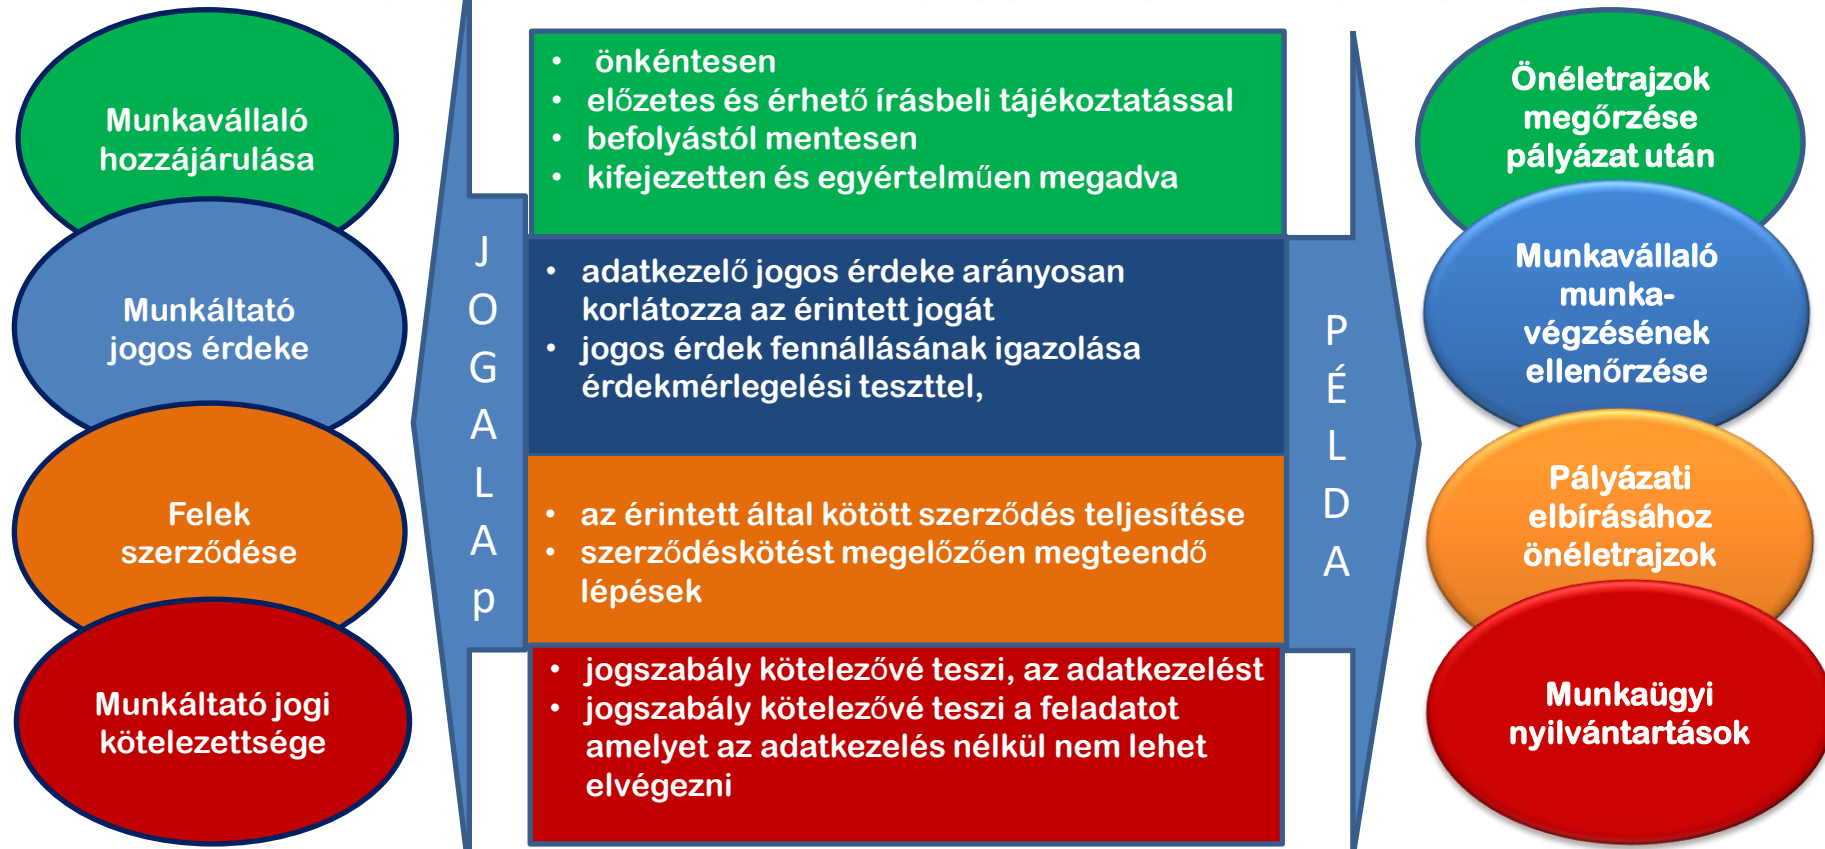 Munkavállaló
hozzájárulása
Munkáltató
jogos érdeke
Felek
szerződése
Munkáltató jogi
kötelezettsége
J
O
G
A
L
A
p
• önkéntesen
• előzetes és érhető írásbeli tájékoztatással
• befolyástól mentesen
• kifejezetten és egyértelműen megadva
• adatkezelő jogos érdeke arányosan
korlátozza az érintett jogát
• jogos érdek fennállásának igazolása
érdekmérlegelési teszttel,
• az érintett által kötött szerződés teljesítése
• szerződéskötést megelőzően megteendő
lépések
• jogszabály kötelezővé teszi, az adatkezelést
• jogszabály kötelezővé teszi a feladatot
amelyet az adatkezelés nélkül nem lehet
elvégezni
P
É
L
D
A
Önéletrajzok
megőrzése
pályázat után
Munkavállaló
munka-
végzésének
ellenőrzése
Pályázati
elbírásához
önéletrajzok
Munkaügyi
nyilvántartások